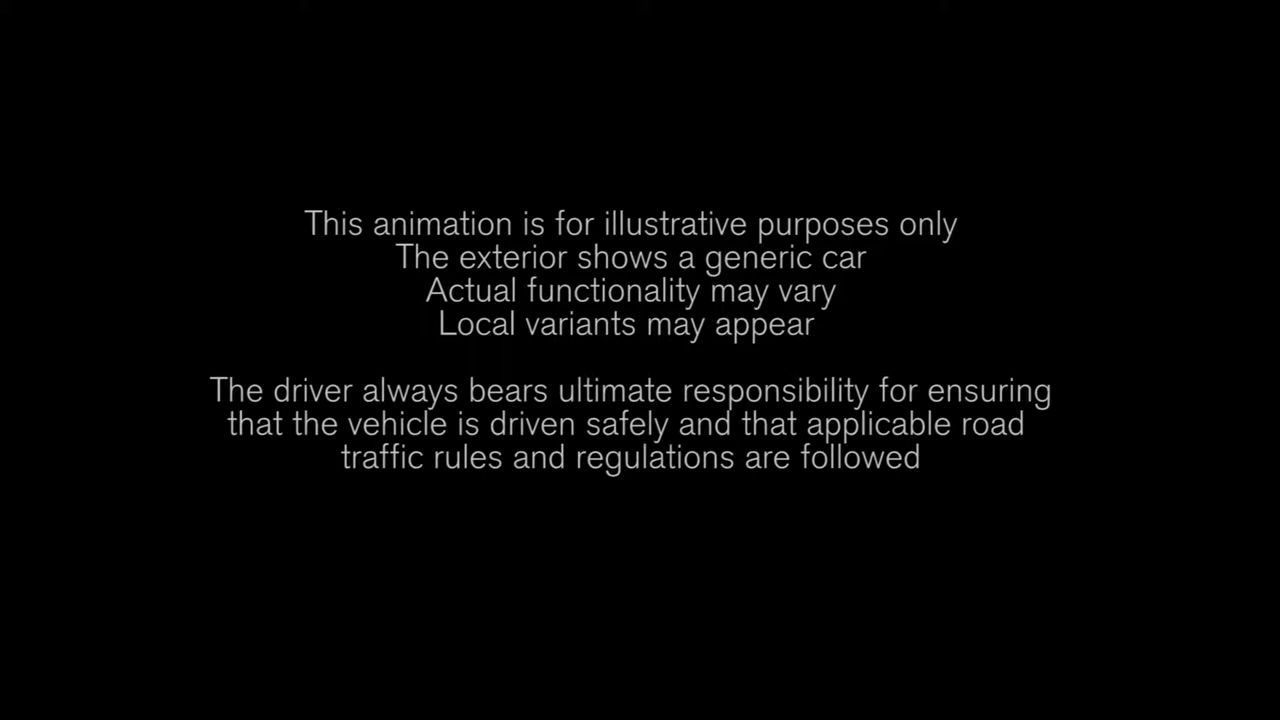 This animation is for illustrative purposes only
The exterior shows a generic car
Actual functionality may vary
Local variants may appear
The driver always bears ultimate responsibility for ensuring
that the vehicle is driven safely and that applicable road
traffic rules and regulations are followed